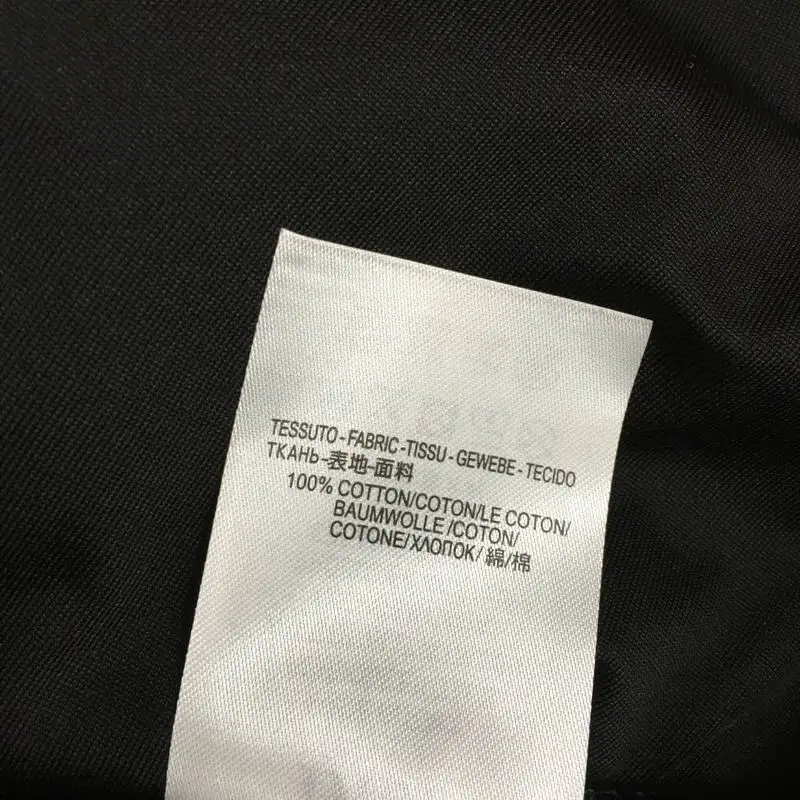 TESSUTO-FABRIC-TISSU-GEWEBE-TECIDO
ТКАНЬ-表地-面料
100% COTTON/COTON/LE COTON/
BAUMWOLLE /COTON/
COTONE/ХЛОПОК/ 綿/棉